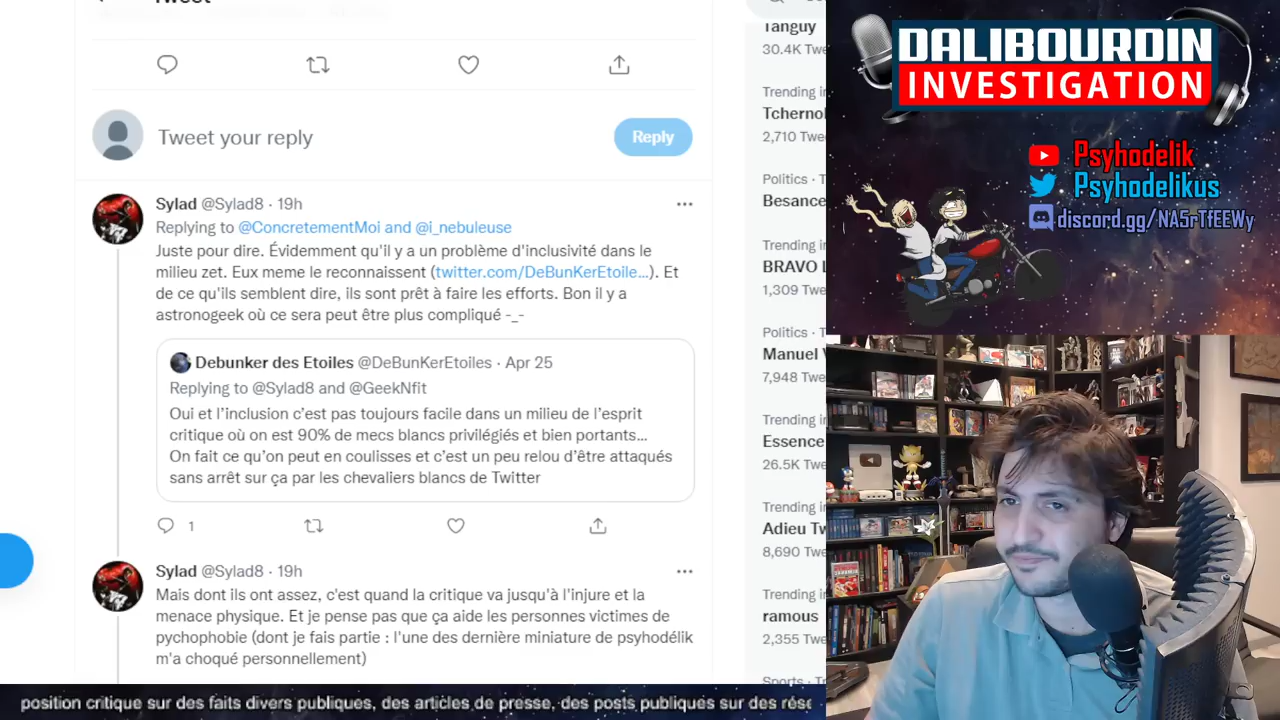 Tweet
Tweet your reply
Reply
Sylad @Sylad8 · 19h
Replying to @ConcretementMoi and @i_nebuleuse
Juste pour dire. Évidemment qu'il y a un problème d'inclusivité dans le
milieu zet. Eux meme le reconnaissent (twitter.com/DeBunKerEtoile...). Et
de ce qu'ils semblent dire, ils sont prêt à faire les efforts. Bon il y a
astronogeek où ce sera peut être plus compliqué -_-
Debunker des Etoiles @DeBunKerEtoiles · Apr 25
Replying to @Sylad8 and @GeekNfit
Oui et l'inclusion c'est pas toujours facile dans un milieu de l'esprit
critique où on est 90% de mecs blancs privilégiés et bien portants...
On fait ce qu'on peut en coulisses et c'est un peu relou d'être attaqués
sans arrêt sur ça par les chevaliers blancs de Twitter
1
Sylad @Sylad8 · 19h
Mais dont ils ont assez, c'est quand la critique va jusqu'à l'injure et la
menace physique. Et je pense pas que ça aide les personnes victimes de
pychophobie (dont je fais partie : l'une des dernière miniature de psyhodélik
m'a choqué personnellement)
Tanguy
30.4K Twe
Trending in
Tchernol
2,710 Twe
Politics · T
Besance
Trending in
BRAVO L
1,309 Twe
Politics · T
Manuel V
7,948 Twe
Trending in
Essence
26.5K Twe
Trending in
Adieu Tw
8,690 Twe
Trending in
ramous
2,355 Twe
Sports · T
DALIBOURDIN
INVESTIGATION
Psyhodelik
Psyhodelikus
discord.gg/NA5rTfEEWy
position critique sur des faits divers publiques, des articles de presse, des posts publiqués sur des rése